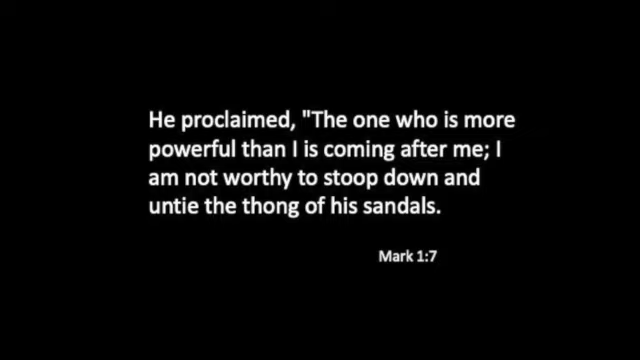 He proclaimed, "The one who is more
powerful than I is coming after me; I
am not worthy to stoop down and
untie the thong of his sandals.
Mark 1:7